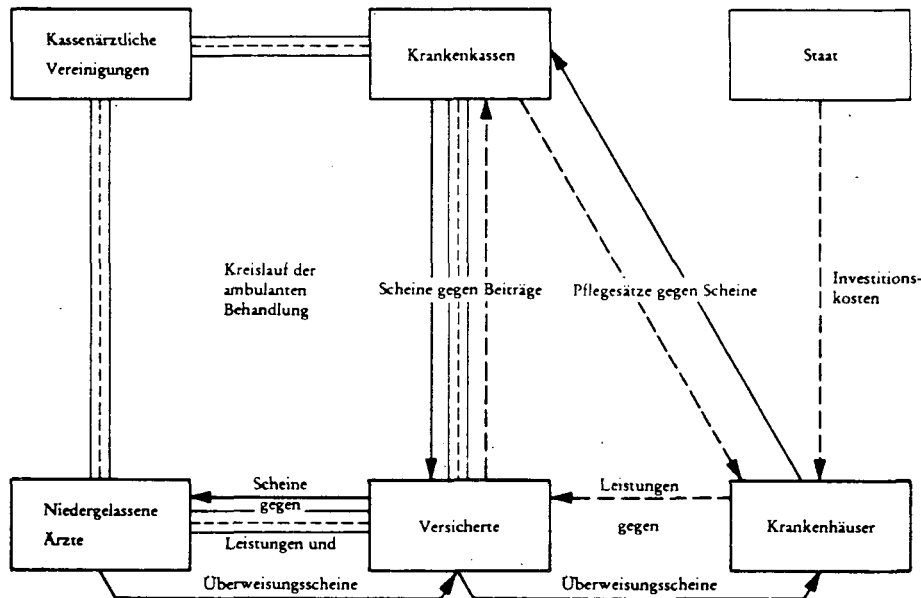 Kassenärztliche
Vereinigungen
Krankenkassen
Staat
Kreislauf der
ambulanten
Behandlung
Scheine gegen Beiträge
Pflegesätze gegen Scheine
Investitions-
kosten
Niedergelassene
Ärzte
Scheine
gegen
Leistungen und
Versicherte
Leistungen
gegen
Krankenhäuser
Überweisungsscheine
Überweisungsscheine